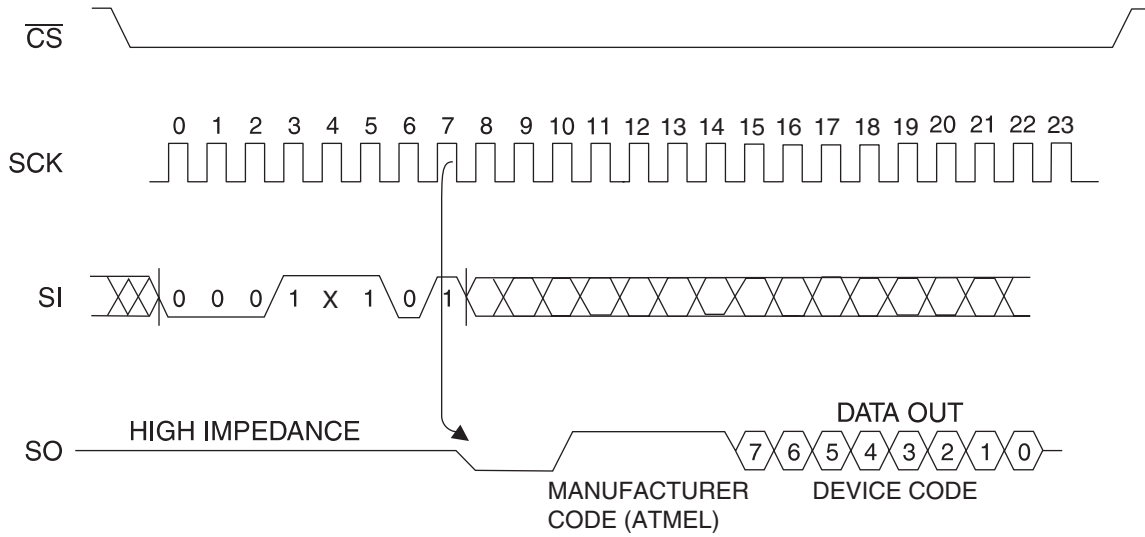 CS
0 1 2 3 4 5 6 7 8 9 10 11 12 13 14 15 16 17 18 19 20 21 22 23
SCK
SI
0 0 0 1 X 1 0 1
HIGH IMPEDANCE
DATA OUT
SO
7 6 5 4 3 2 1 0
MANUFACTURER
CODE (ATMEL)
DEVICE CODE